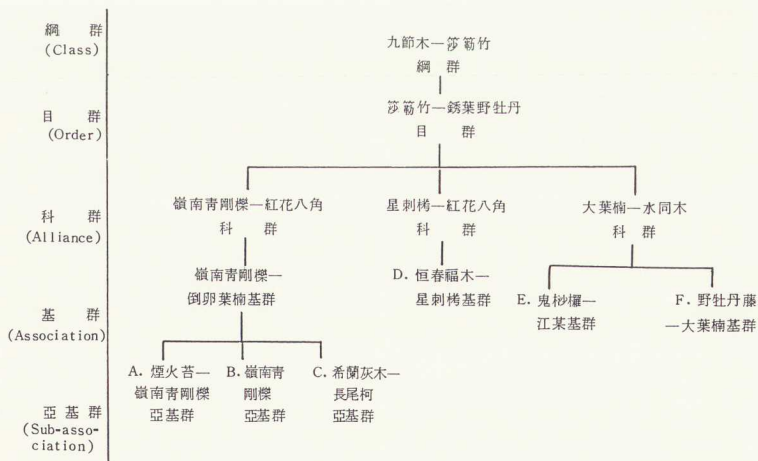 綱群
(Class)
九節木—莎簕竹
綱群
目群
(Order)
莎簕竹—銹葉野牡丹
目群
科群
(Alliance)
嶺南青剛櫟—紅花八角
科群
星刺栲—紅花八角
科群
大葉楠—水同木
科群
基群
(Association)
嶺南青剛櫟—
倒卵葉楠基群
D. 恒春福木—
星刺栲基群
E. 鬼桫欏—
江某基群
F. 野牡丹藤
—大葉楠基群
亞基群
(Sub-asso-
ciation)
A. 煙火苔—
嶺南青剛櫟
亞基群
B. 嶺南青
剛櫟
亞基群
C. 希蘭灰木—
長尾柯
亞基群